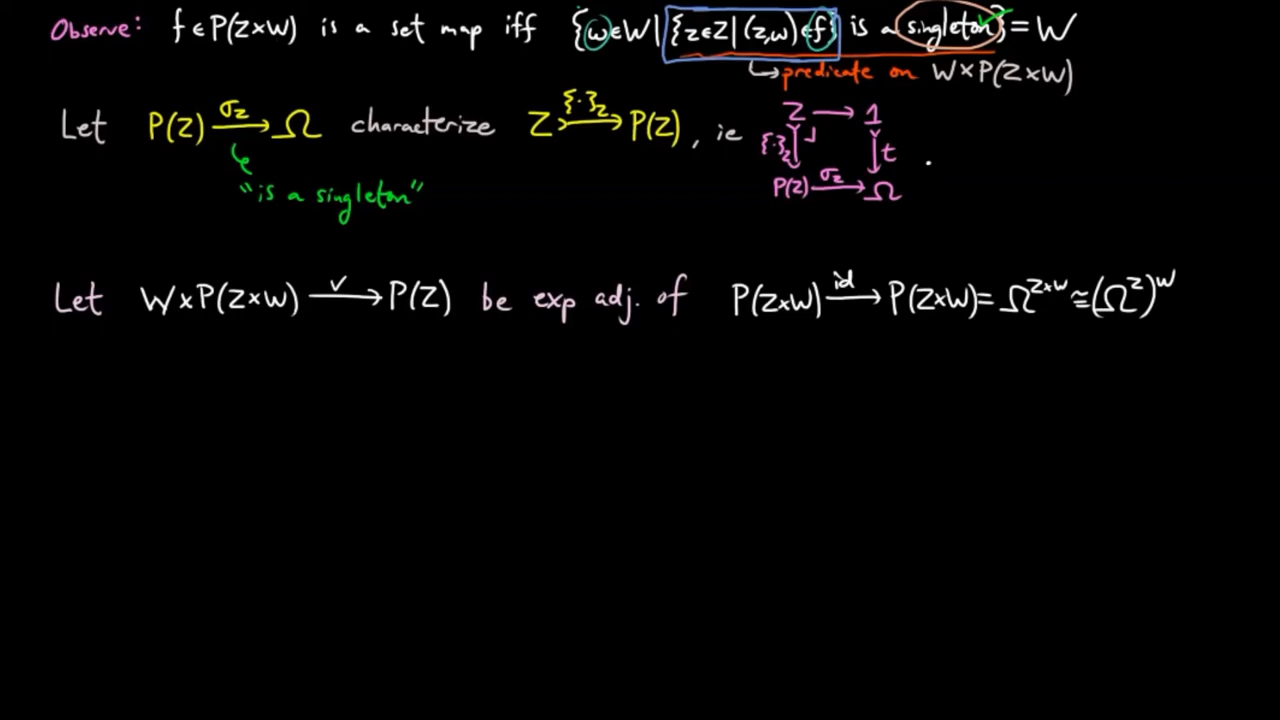 Observe: f ∈ P(Z×W) is a set map iff {w∈W| {z∈Z| (z,w)∈f} is a singleton} = W
↳ predicate on W×P(Z×W)
Let P(Z) —σ_Z→ Ω characterize Z >—{·}_Z→ P(Z), ie
Z → 1
{·}_Z t
P(Z) —σ_Z→ Ω .
"is a singleton"
Let W×P(Z×W) —v→ P(Z) be exp adj. of P(Z×W) —id→ P(Z×W) = Ω^{Z×W} ≅ (Ω^Z)^W